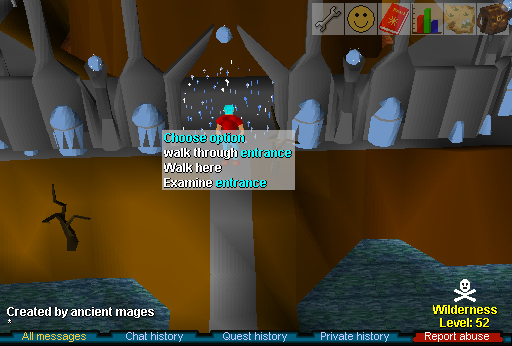 Choose option
walk through entrance
Walk here
Examine entrance
Created by ancient mages
*
Wilderness
Level: 52
All messages
Chat history
Quest history
Private history
Report abuse